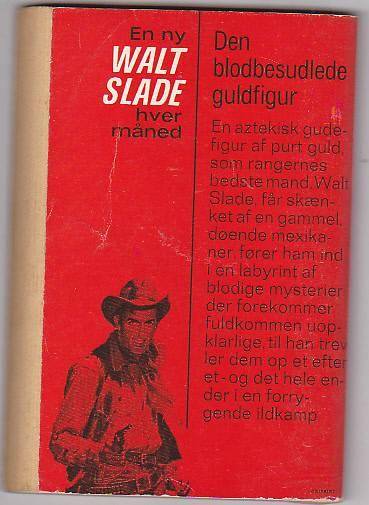 En ny
WALT
SLADE
hver
måned
Den
blodbesudlede
guldfigur
En aztekisk gude-
figur af purt guld,
som rangernes
bedste mand, Walt
Slade, får skæn-
ket af en gammel,
døende mexika-
ner, fører ham ind
i en labyrint af
blodige mysterier
der forekommer
fuldkommen uop-
klarlige, til han trev
ler dem op et efter
et - og det hele en-
der i en forry-
gende ildkamp